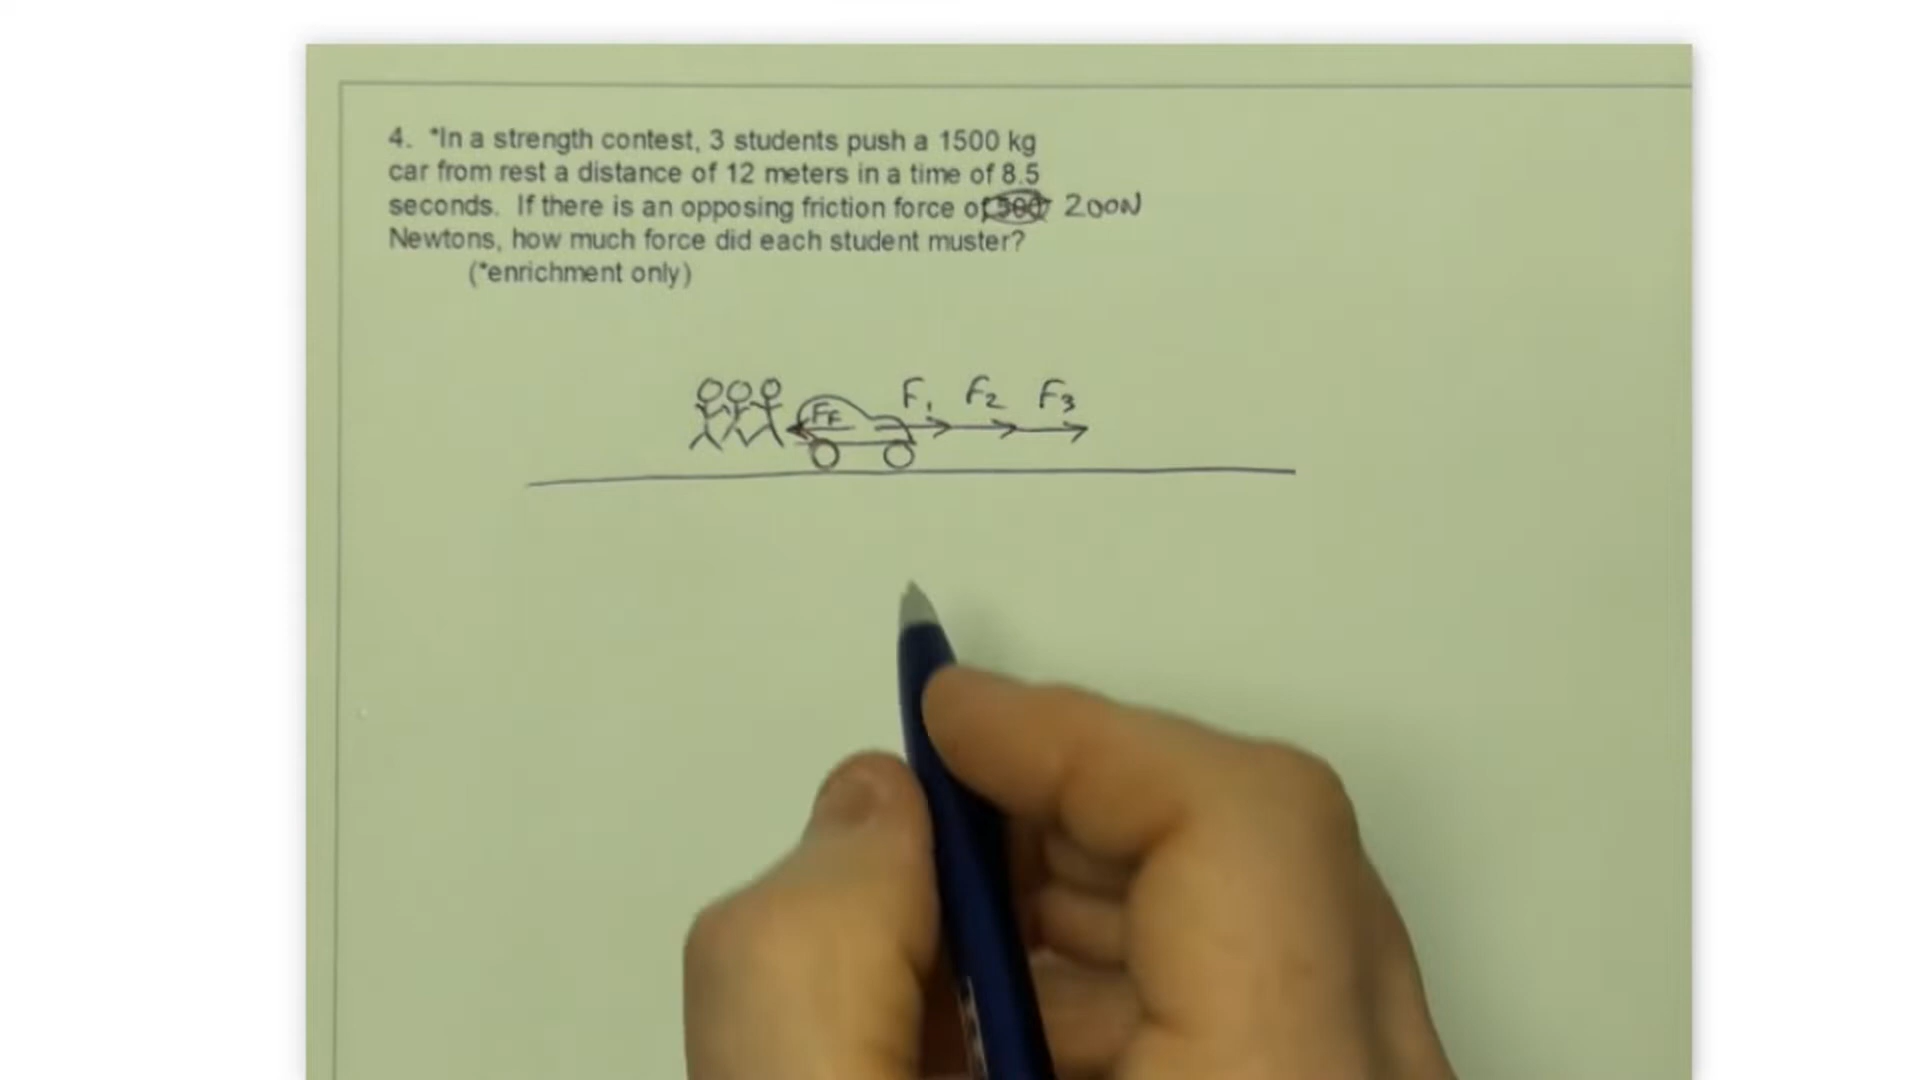 4. *In a strength contest, 3 students push a 1500 kg
car from rest a distance of 12 meters in a time of 8.5
seconds. If there is an opposing friction force of 200N
Newtons, how much force did each student muster?
(*enrichment only)
F1 F2 F3
FF